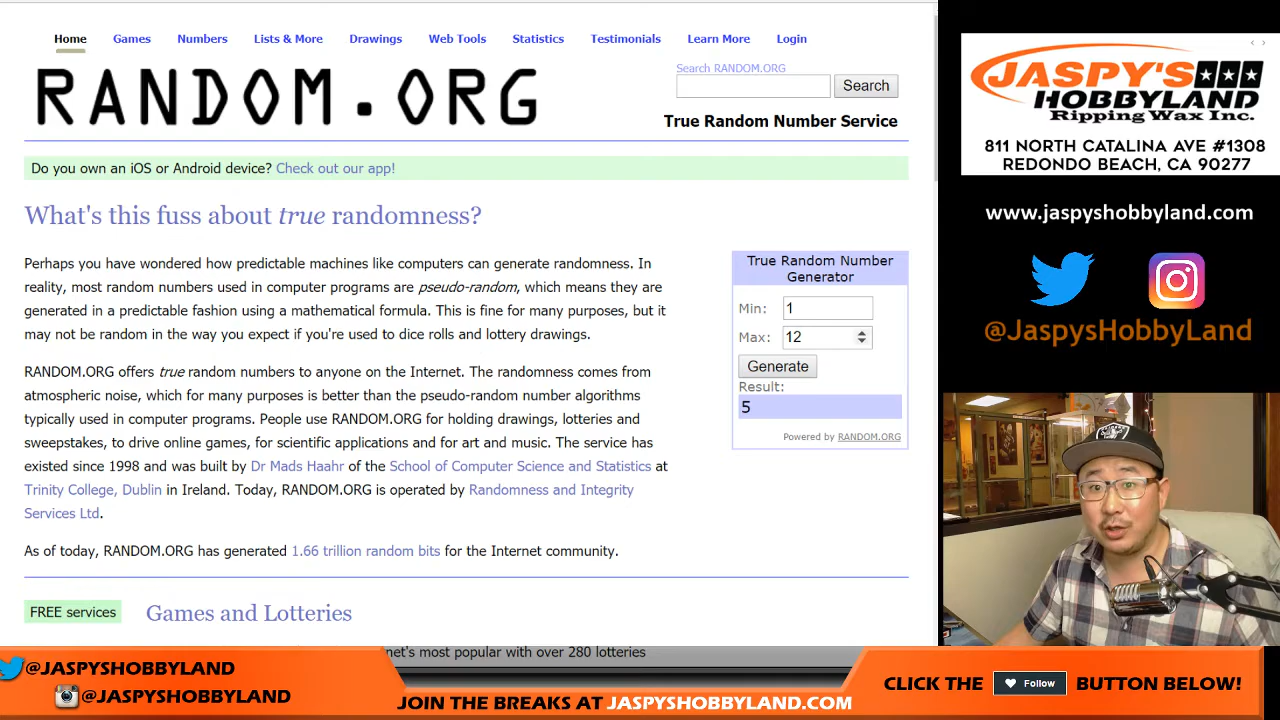 Home Games Numbers Lists & More Drawings Web Tools Statistics Testimonials Learn More Login
RANDOM.ORG
Search RANDOM.ORG
Search
True Random Number Service
Do you own an iOS or Android device? Check out our app!
What's this fuss about true randomness?
Perhaps you have wondered how predictable machines like computers can generate randomness. In
reality, most random numbers used in computer programs are pseudo-random, which means they are
generated in a predictable fashion using a mathematical formula. This is fine for many purposes, but it
may not be random in the way you expect if you're used to dice rolls and lottery drawings.
RANDOM.ORG offers true random numbers to anyone on the Internet. The randomness comes from
atmospheric noise, which for many purposes is better than the pseudo-random number algorithms
typically used in computer programs. People use RANDOM.ORG for holding drawings, lotteries and
sweepstakes, to drive online games, for scientific applications and for art and music. The service has
existed since 1998 and was built by Dr Mads Haahr of the School of Computer Science and Statistics at
Trinity College, Dublin in Ireland. Today, RANDOM.ORG is operated by Randomness and Integrity
Services Ltd.
As of today, RANDOM.ORG has generated 1.66 trillion random bits for the Internet community.
True Random Number
Generator
Min: 1
Max: 12
Generate
Result:
5
Powered by RANDOM.ORG
FREE services
Games and Lotteries
net's most popular with over 280 lotteries
JASPY'S
HOBBYLAND
Ripping Wax Inc.
811 NORTH CATALINA AVE #1308
REDONDO BEACH, CA 90277
www.jaspyshobbyland.com
@JaspysHobbyLand
@JASPYSHOBBYLAND
@JASPYSHOBBYLAND
JOIN THE BREAKS AT JASPYSHOBBYLAND.COM
CLICK THE Follow BUTTON BELOW!